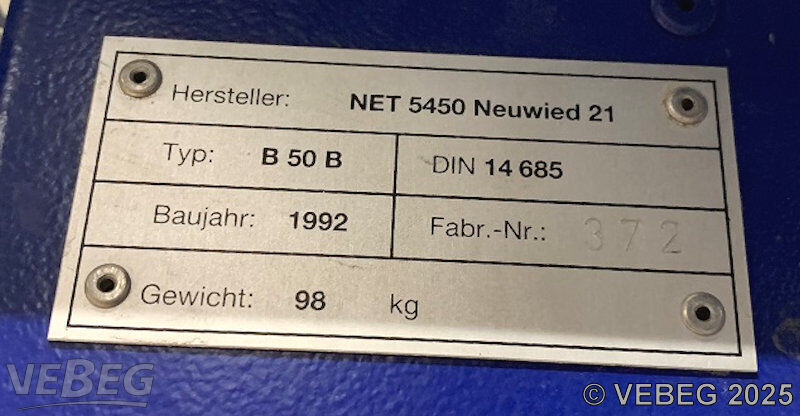 Hersteller: NET 5450 Neuwied 21
Typ: B 50 B DIN 14 685
Baujahr: 1992 Fabr.-Nr.: 372
Gewicht: 98 kg
VEBEG © VEBEG 2025